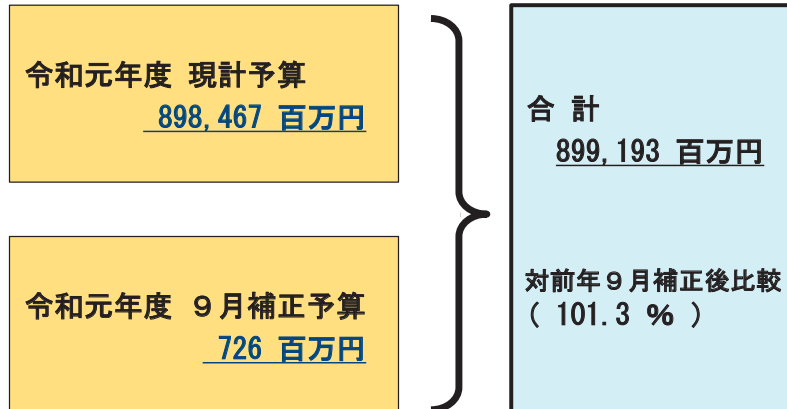 令和元年度 現計予算
898,467 百万円
令和元年度 9月補正予算
726 百万円
合 計
899,193 百万円
対前年9月補正後比較
( 101.3 % )